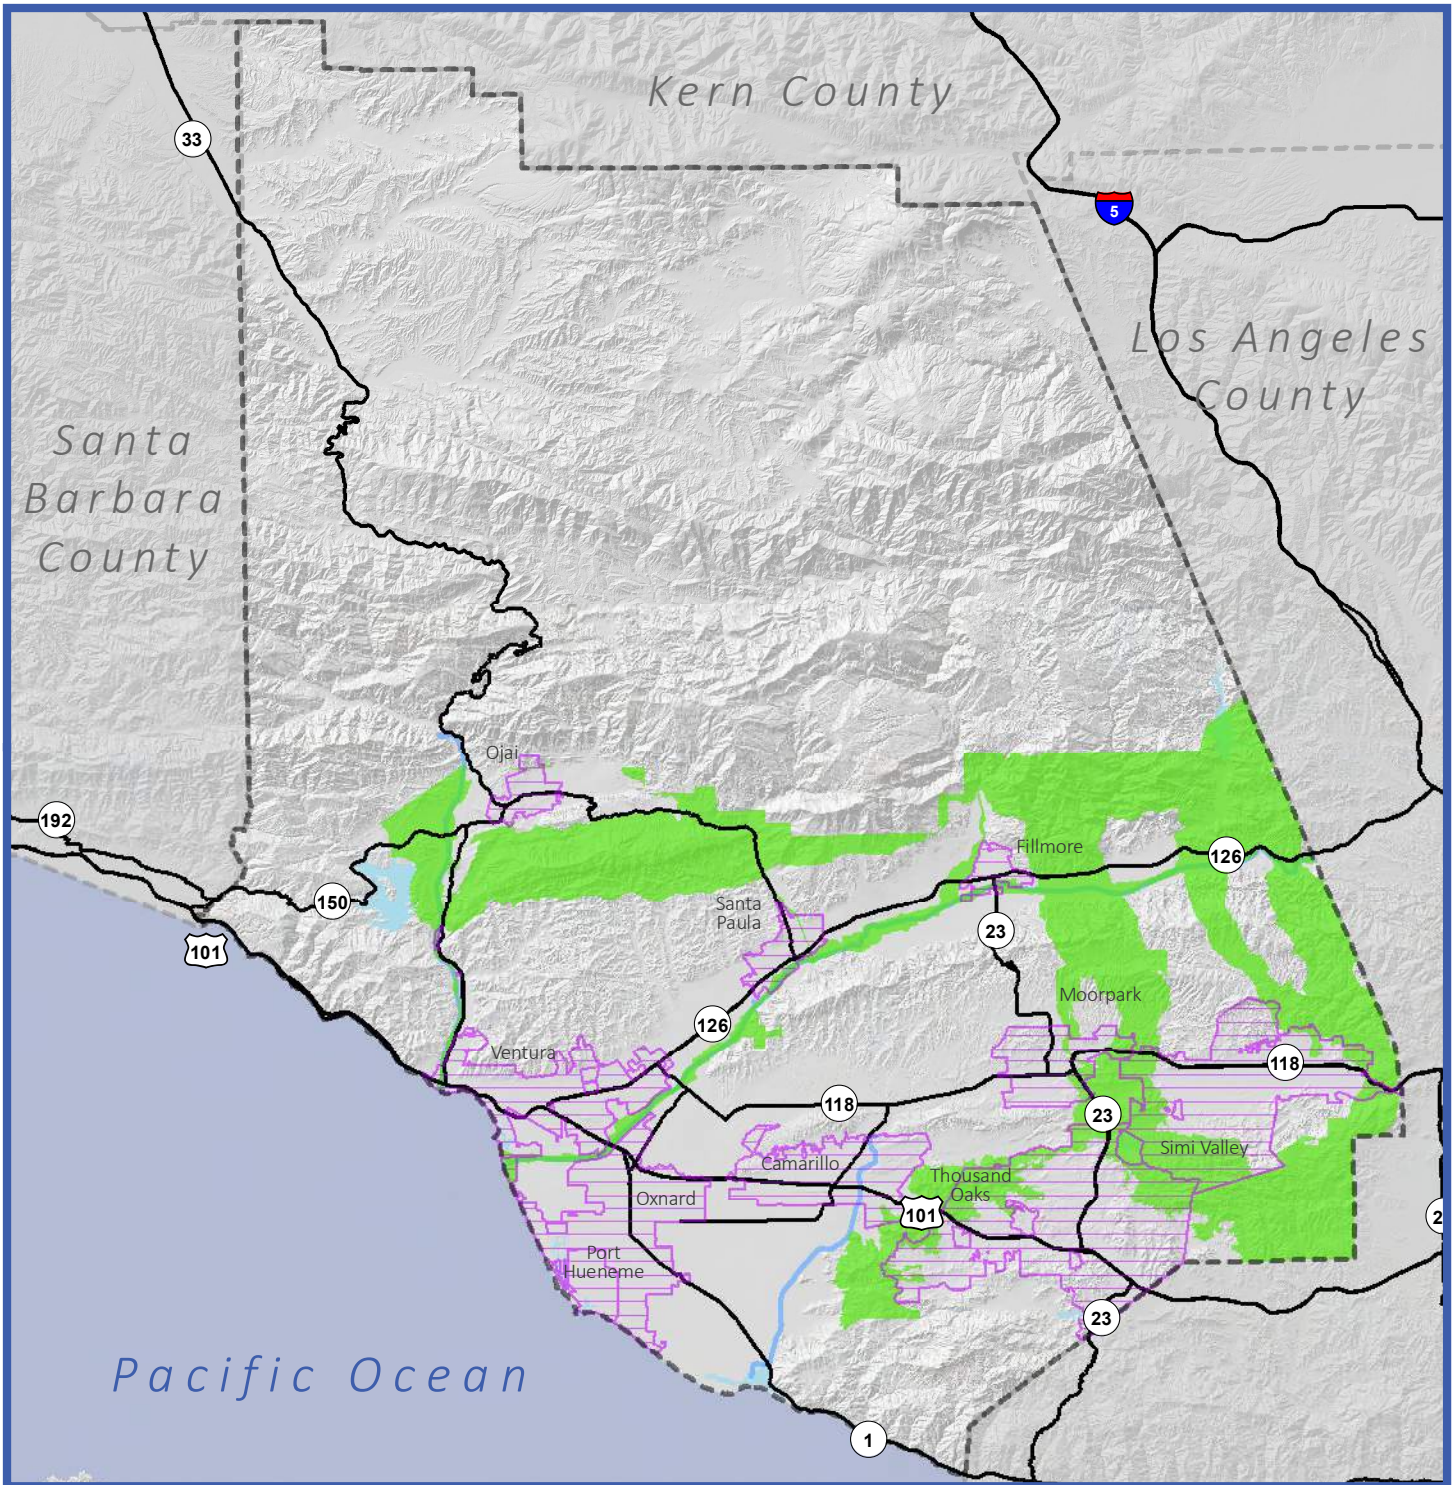 Kern County
33
5
Los Angeles
County
Santa
Barbara
County
Ojai
192
Fillmore
126
150
Santa
Paula
23
101
Moorpark
126
Ventura
118
118
23
Simi Valley
Camarillo
Thousand
Oaks
Oxnard
101
2
Port
Hueneme
23
Pacific Ocean
1